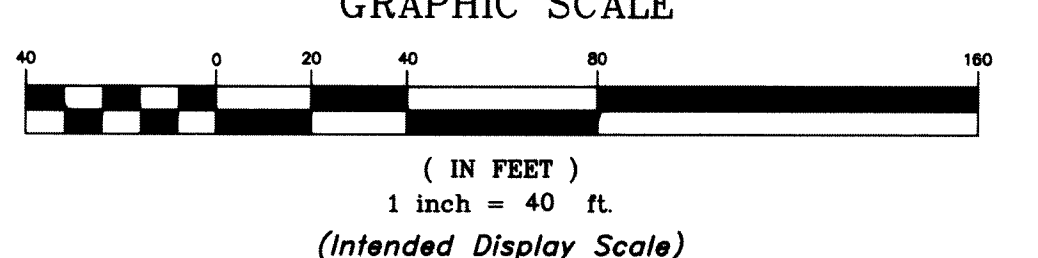 GRAPHIC SCALE
40 0 20 40 80 160
( IN FEET )
1 inch = 40 ft.
(Intended Display Scale)